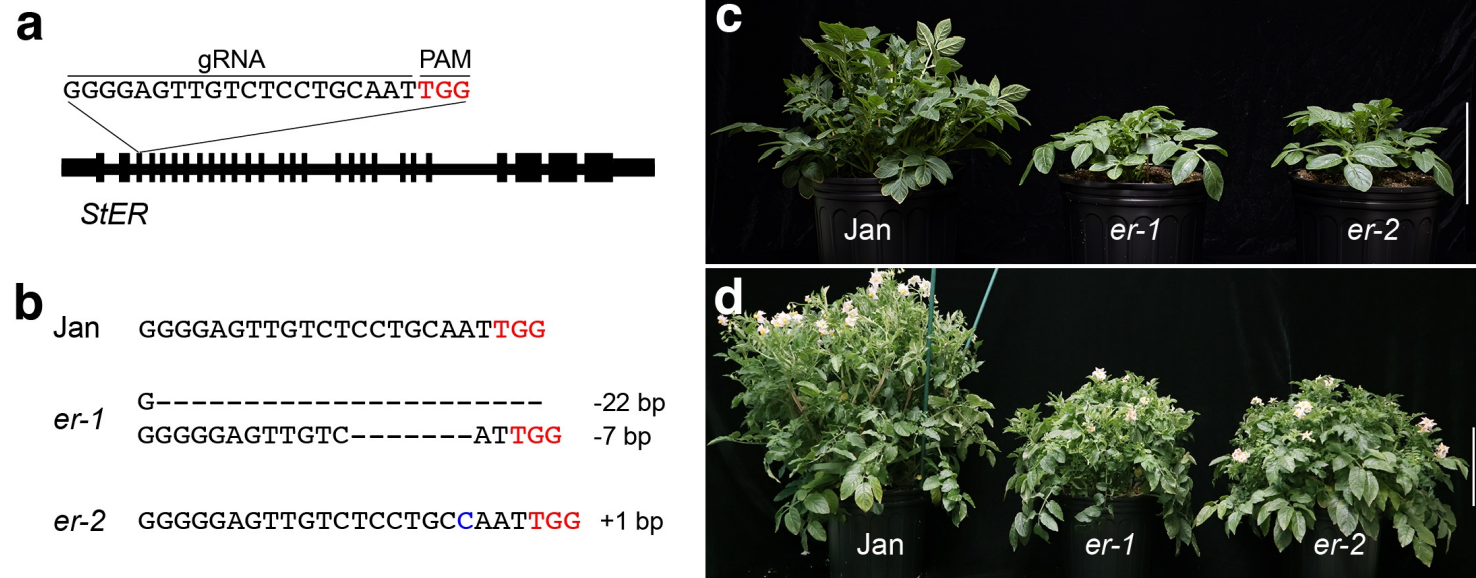 a
gRNA PAM
GGGGAGTTGTCTCCTGCAATTGG
StER
b
Jan GGGGAGTTGTCTCCTGCAATTGG
er-1
G---------------------- -22 bp
GGGGGAGTTGTC-------ATTGG -7 bp
er-2 GGGGGAGTTGTCTCCTGCCAATTGG +1 bp
c
Jan er-1 er-2
d
Jan er-1 er-2